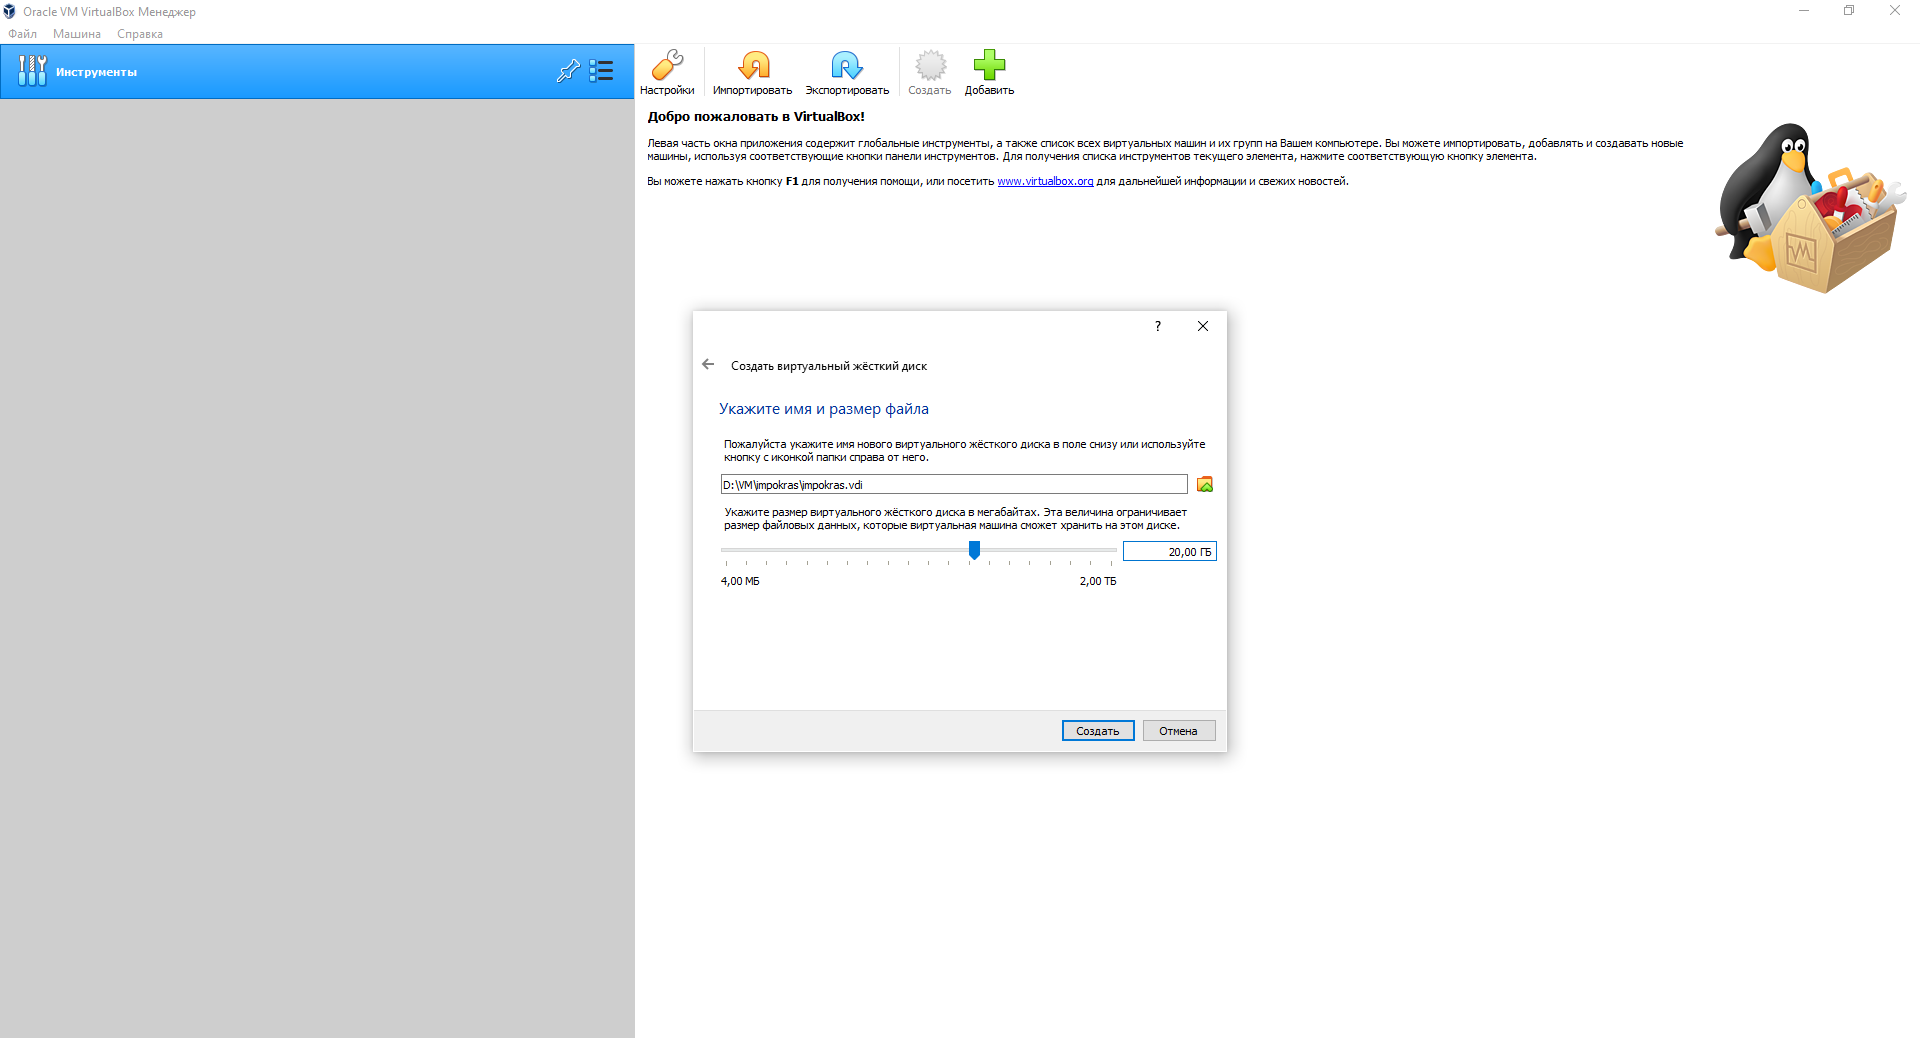 Oracle VM VirtualBox Менеджер
Файл Машина Справка
Инструменты
Настройки Импортировать Экспортировать Создать Добавить
Добро пожаловать в VirtualBox!
Левая часть окна приложения содержит глобальные инструменты, а также список всех виртуальных машин и их групп на Вашем компьютере. Вы можете импортировать, добавлять и создавать новые
машины, используя соответствующие кнопки панели инструментов. Для получения списка инструментов текущего элемента, нажмите соответствующую кнопку элемента.
Вы можете нажать кнопку F1 для получения помощи, или посетить www.virtualbox.org для дальнейшей информации и свежих новостей.
?
Создать виртуальный жёсткий диск
Укажите имя и размер файла
Пожалуйста укажите имя нового виртуального жёсткого диска в поле снизу или используйте
кнопку с иконкой папки справа от него.
D:\VM\impokras\impokras.vdi
Укажите размер виртуального жёсткого диска в мегабайтах. Эта величина ограничивает
размер файловых данных, которые виртуальная машина сможет хранить на этом диске.
20,00 ГБ
4,00 МБ 2,00 ТБ
Создать Отмена